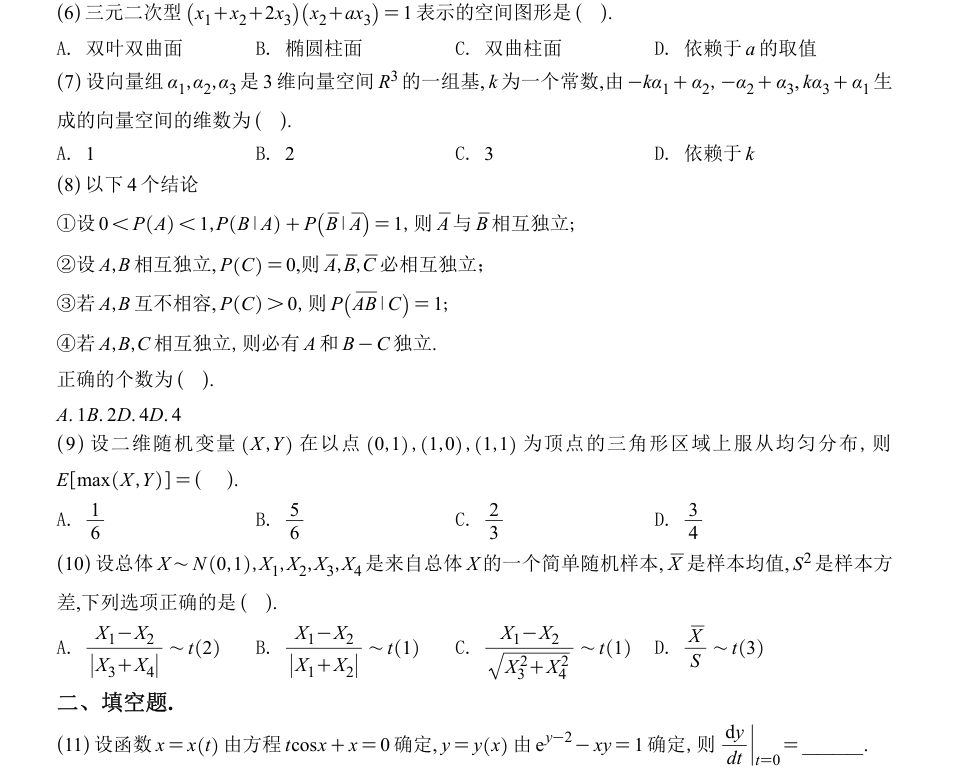 (6) 三元二次型 (x₁+x₂+2x₃)(x₂+ax₃)=1 表示的空间图形是 ( ).
A. 双叶双曲面 B. 椭圆柱面 C. 双曲柱面 D. 依赖于 a 的取值
(7) 设向量组 α₁,α₂,α₃ 是 3 维向量空间 R³ 的一组基, k 为一个常数,由 −kα₁+α₂, −α₂+α₃, kα₃+α₁ 生
成的向量空间的维数为 ( ).
A. 1 B. 2 C. 3 D. 依赖于 k
(8) 以下 4 个结论
①设 0<P(A)<1,P(B|A)+P(B̅|A̅)=1, 则 A̅ 与 B̅ 相互独立;
②设 A,B 相互独立, P(C)=0,则 A̅,B̅,C̅ 必相互独立;
③若 A,B 互不相容, P(C)>0, 则 P(A̅B̅|C)=1;
④若 A,B,C 相互独立, 则必有 A 和 B−C 独立.
正确的个数为 ( ).
A. 1B. 2D. 4D. 4
(9) 设二维随机变量 (X,Y) 在以点 (0,1), (1,0), (1,1) 为顶点的三角形区域上服从均匀分布, 则
E[max(X,Y)]=( ).
A. 1/6 B. 5/6 C. 2/3 D. 3/4
(10) 设总体 X~N(0,1),X₁,X₂,X₃,X₄ 是来自总体 X 的一个简单随机样本, X̅ 是样本均值, S² 是样本方
差,下列选项正确的是 ( ).
A. (X₁−X₂)/|X₃+X₄| ~t(2) B. (X₁−X₂)/|X₁+X₂| ~t(1) C. (X₁−X₂)/√(X₃²+X₄²) ~t(1) D. X̅/S ~t(3)
二、填空题.
(11) 设函数 x=x(t) 由方程 tcosx+x=0 确定, y=y(x) 由 e^(y−2)−xy=1 确定, 则 dy/dt|ₜ₌₀=______.